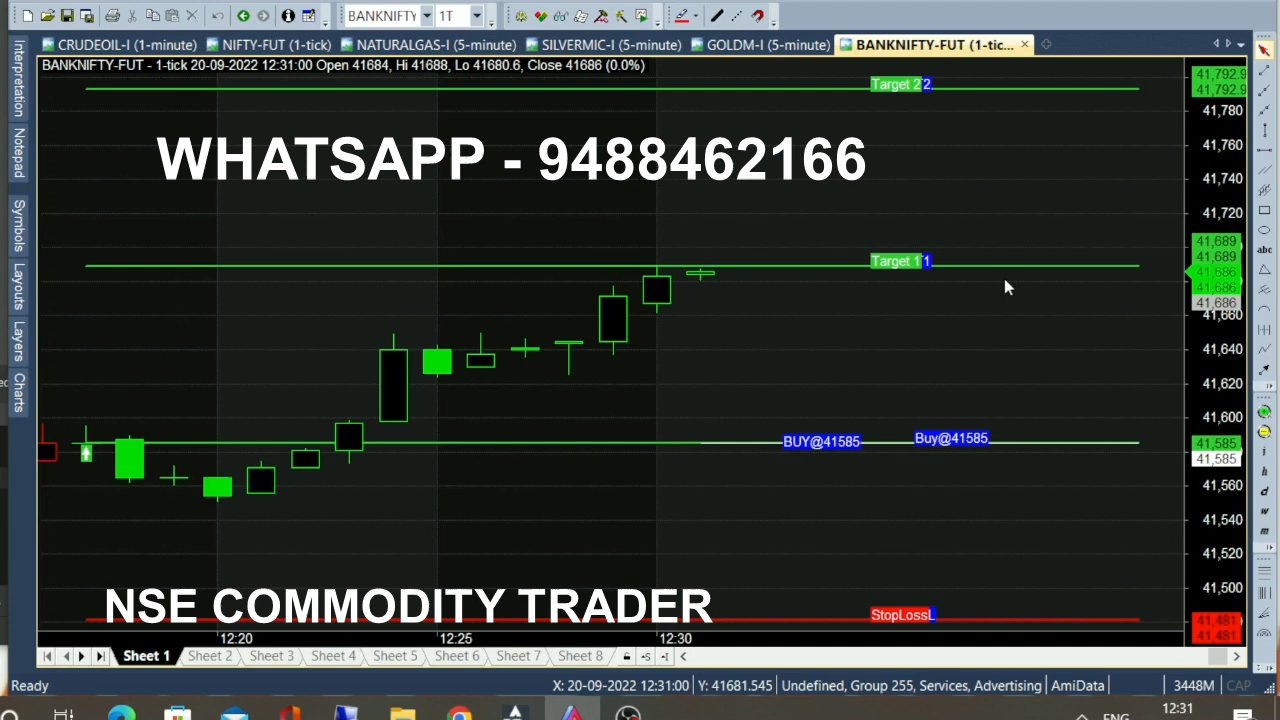 BANKNIFTY 1T
CRUDEOIL-I (1-minute) NIFTY-FUT (1-tick) NATURALGAS-I (5-minute) SILVERMIC-I (5-minute) GOLDM-I (5-minute) BANKNIFTY-FUT (1-tic...
BANKNIFTY-FUT - 1-tick 20-09-2022 12:31:00 Open 41684, Hi 41688, Lo 41680.6, Close 41686 (0.0%)
Interpretation
Notepad
Symbols
Layouts
Layers
Charts
Target 2
41,792.9
41,792.9
41,780
WHATSAPP - 9488462166
41,760
41,740
41,720
Target 1
41,689
41,689
41,686
41,686
41,686
41,660
41,640
41,620
41,600
BUY@41585 Buy@41585
41,585
41,585
41,560
41,540
41,520
41,500
NSE COMMODITY TRADER
StopLoss
41,481
41,481
12:20 12:25 12:30
Sheet 1 Sheet 2 Sheet 3 Sheet 4 Sheet 5 Sheet 6 Sheet 7 Sheet 8
Ready X: 20-09-2022 12:31:00 Y: 41681.545 Undefined, Group 255, Services, Advertising AmiData 3448M CAP
abc
i
h
d
w
m
ENG 12:31